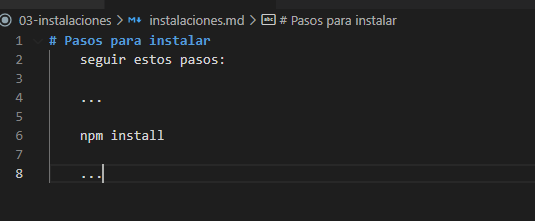 03-instalaciones > instalaciones.md > # Pasos para instalar
1 # Pasos para instalar
2 seguir estos pasos:
3
4 ...
5
6 npm install
7
8 ...